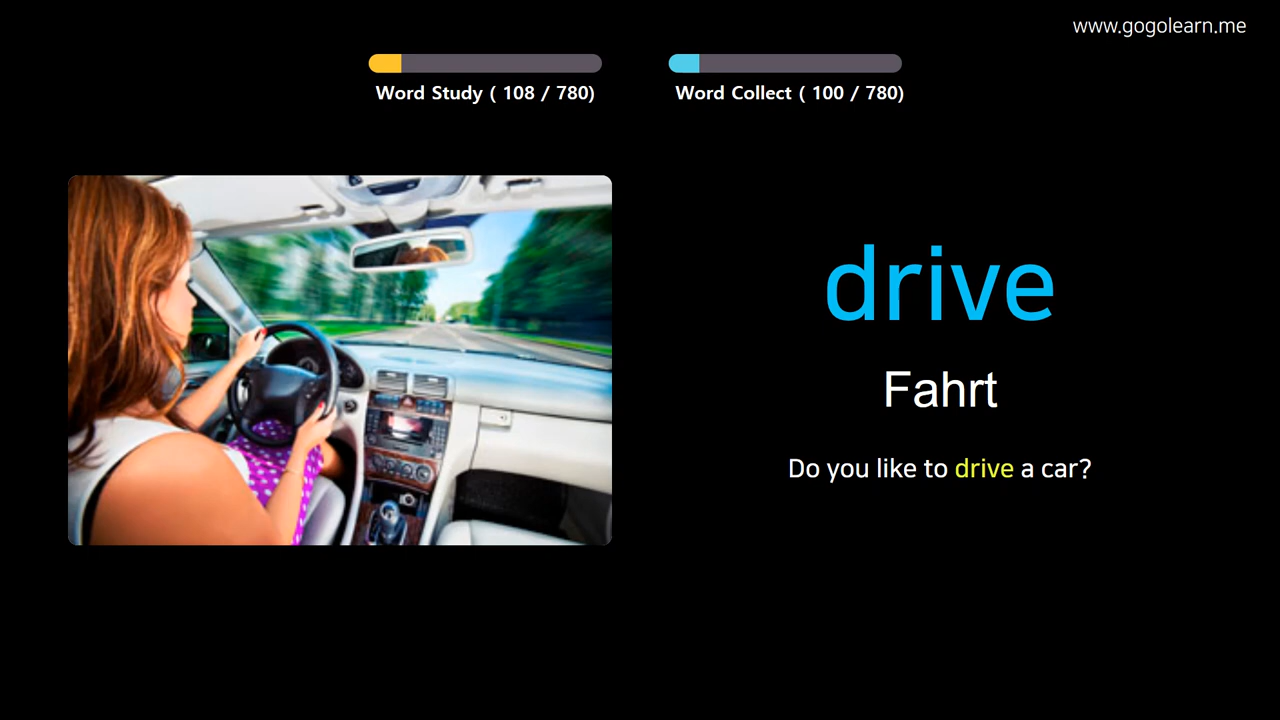 www.gogolearn.me
Word Study ( 108 / 780)
Word Collect ( 100 / 780)
drive
Fahrt
Do you like to drive a car?